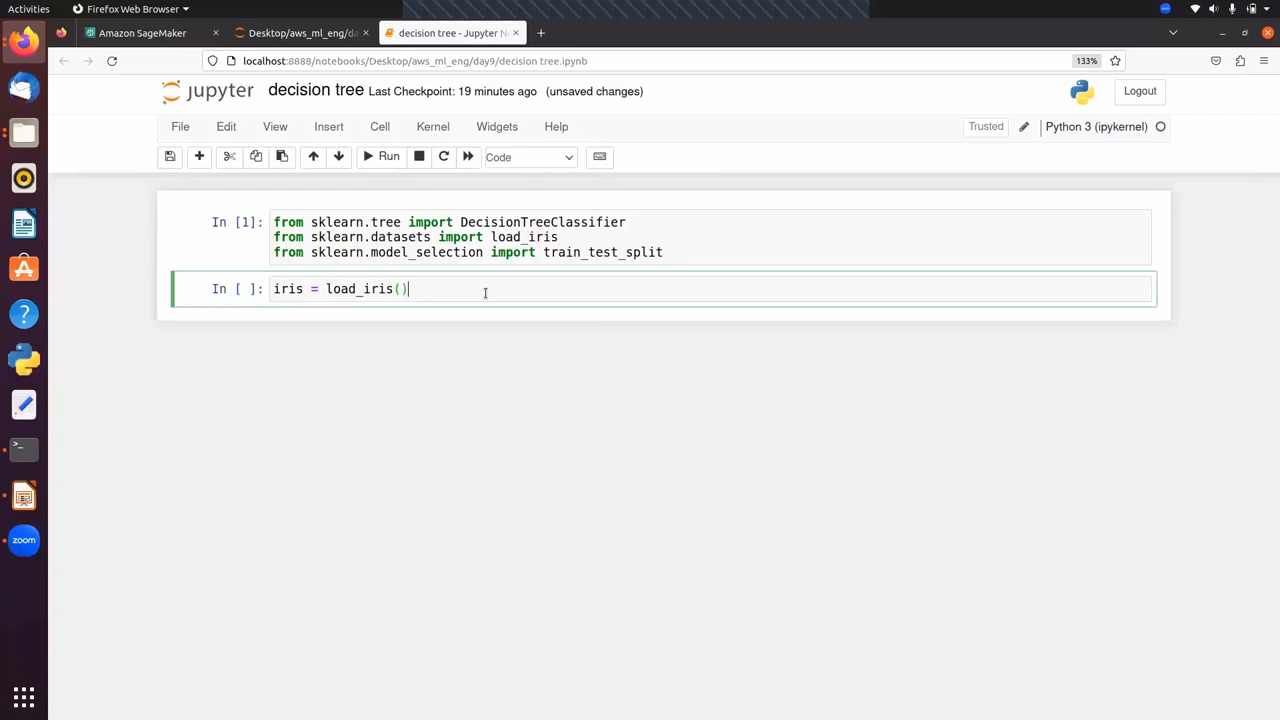 Activities
Firefox Web Browser
Amazon SageMaker
Desktop/aws_ml_eng/da
decision tree - Jupyter N
localhost:8888/notebooks/Desktop/aws_ml_eng/day9/decision tree.ipynb
133%
jupyter
decision tree
Last Checkpoint: 19 minutes ago
(unsaved changes)
Logout
File
Edit
View
Insert
Cell
Kernel
Widgets
Help
Trusted
Python 3 (ipykernel)
Run
Code
In [1]:
from sklearn.tree import DecisionTreeClassifier
from sklearn.datasets import load_iris
from sklearn.model_selection import train_test_split
In [ ]:
iris = load_iris()
zoom